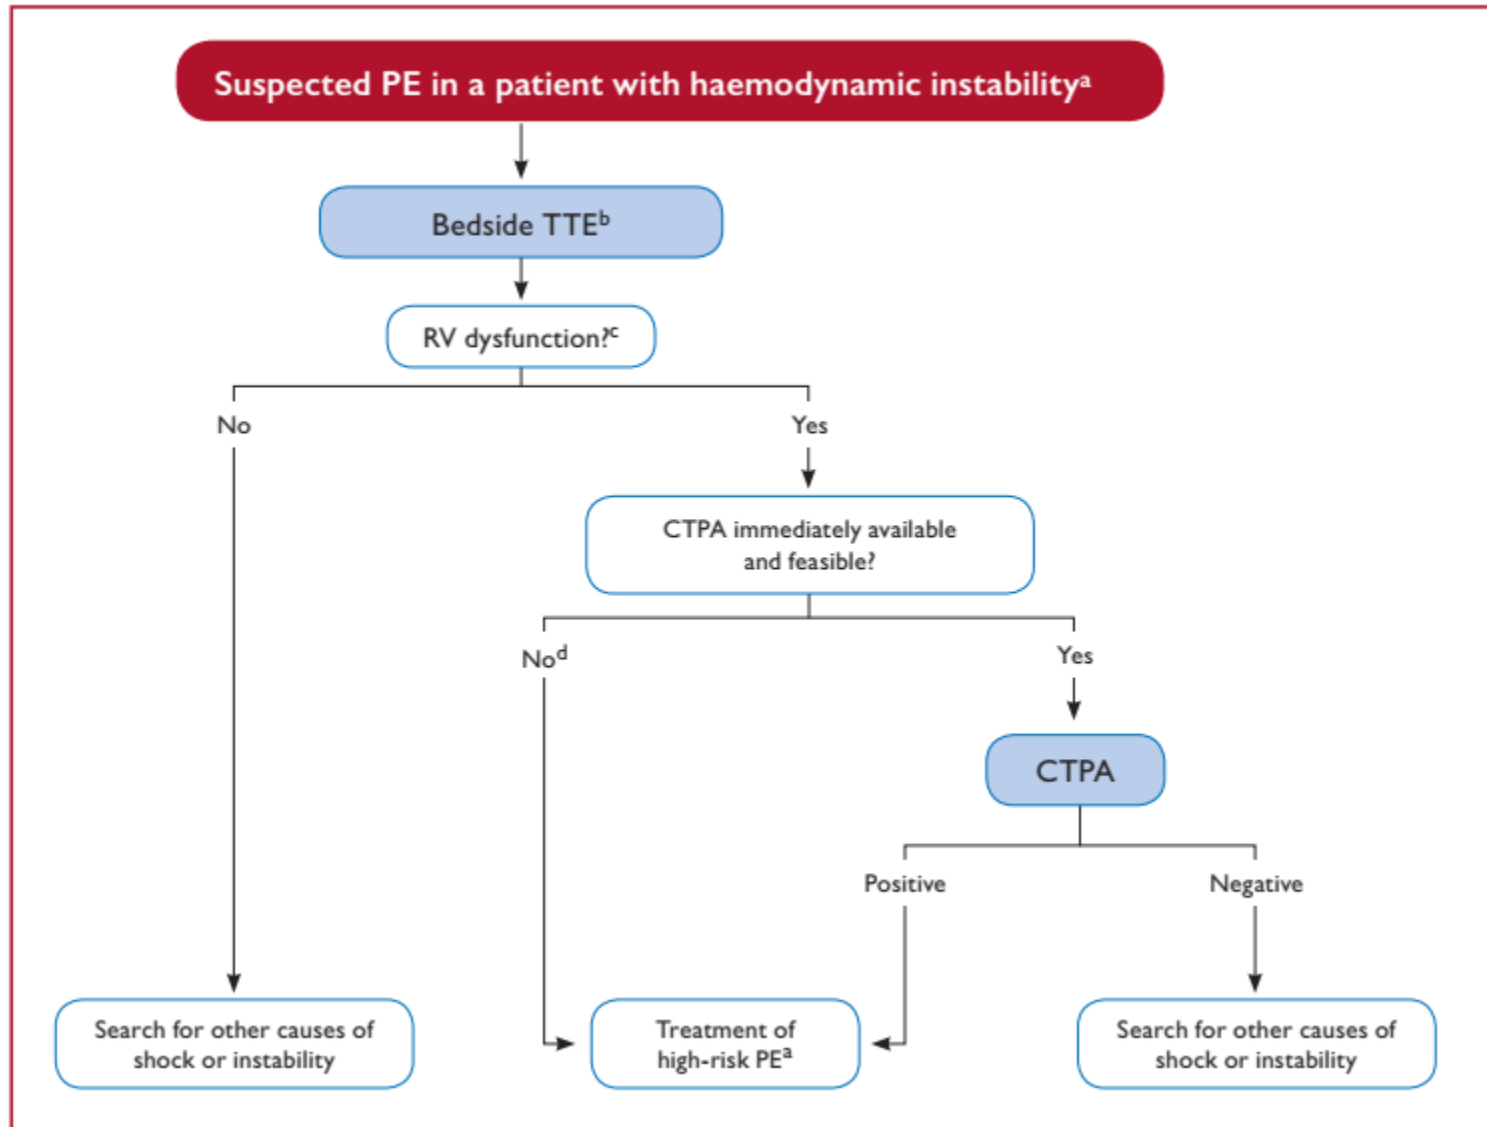 Suspected PE in a patient with haemodynamic instabilityᵃ
Bedside TTEᵇ
RV dysfunction?ᶜ
No
Yes
CTPA immediately available
and feasible?
Noᵈ
Yes
CTPA
Positive
Negative
Search for other causes of
shock or instability
Treatment of
high-risk PEᵃ
Search for other causes of
shock or instability